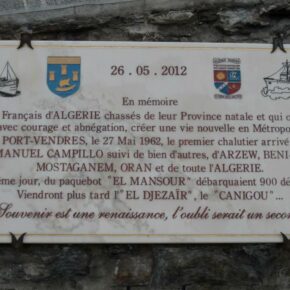 26 . 05 . 2012
En mémoire
Français d'ALGERIE chassés de leur Province natale et qui o
avec courage et abnégation, créer une vie nouvelle en Métropo
PORT-VENDRES, le 27 Mai 1962, le premier chalutier arrivé
MANUEL CAMPILLO suivi de bien d'autres, d'ARZEW, BENI-
MOSTAGANEM, ORAN et de toute l'ALGERIE.
ême jour, du paquebot "EL MANSOUR" débarquaient 900 dé
Viendront plus tard l'"EL DJEZAÏR", le "CANIGOU" ...
Souvenir est une renaissance, l'oubli serait un secon